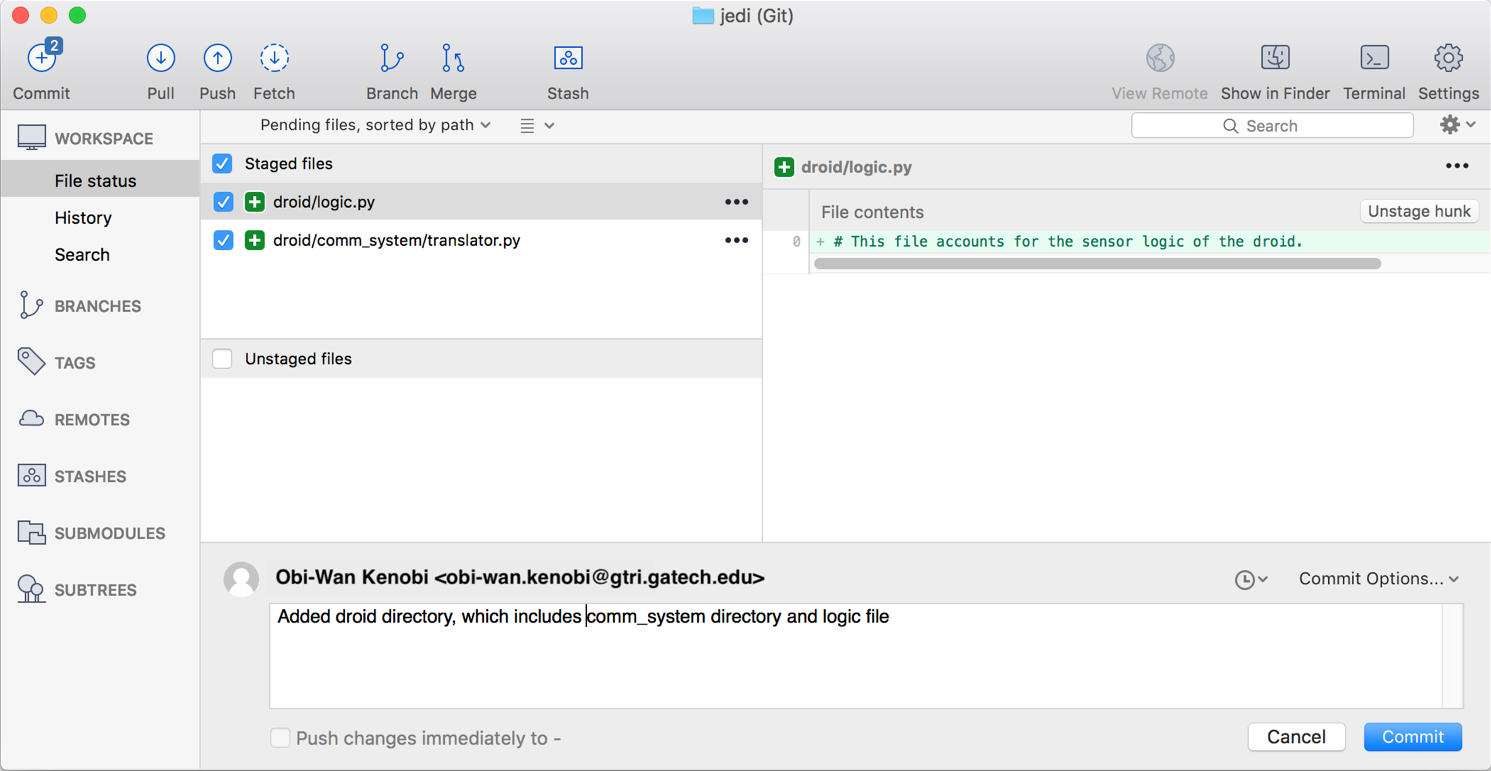 jedi (Git)
2
Commit Pull Push Fetch Branch Merge Stash View Remote Show in Finder Terminal Settings
WORKSPACE
File status
History
Search
BRANCHES
TAGS
REMOTES
STASHES
SUBMODULES
SUBTREES
Pending files, sorted by path
Search
Staged files
droid/logic.py
droid/comm_system/translator.py
Unstaged files
droid/logic.py
File contents Unstage hunk
0 + # This file accounts for the sensor logic of the droid.
Obi-Wan Kenobi <obi-wan.kenobi@gtri.gatech.edu>
Commit Options...
Added droid directory, which includes comm_system directory and logic file
Push changes immediately to -
Cancel Commit